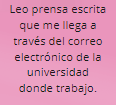 Leo prensa escrita
que me llega a
través del correo
electrónico de la
universidad
donde trabajo.